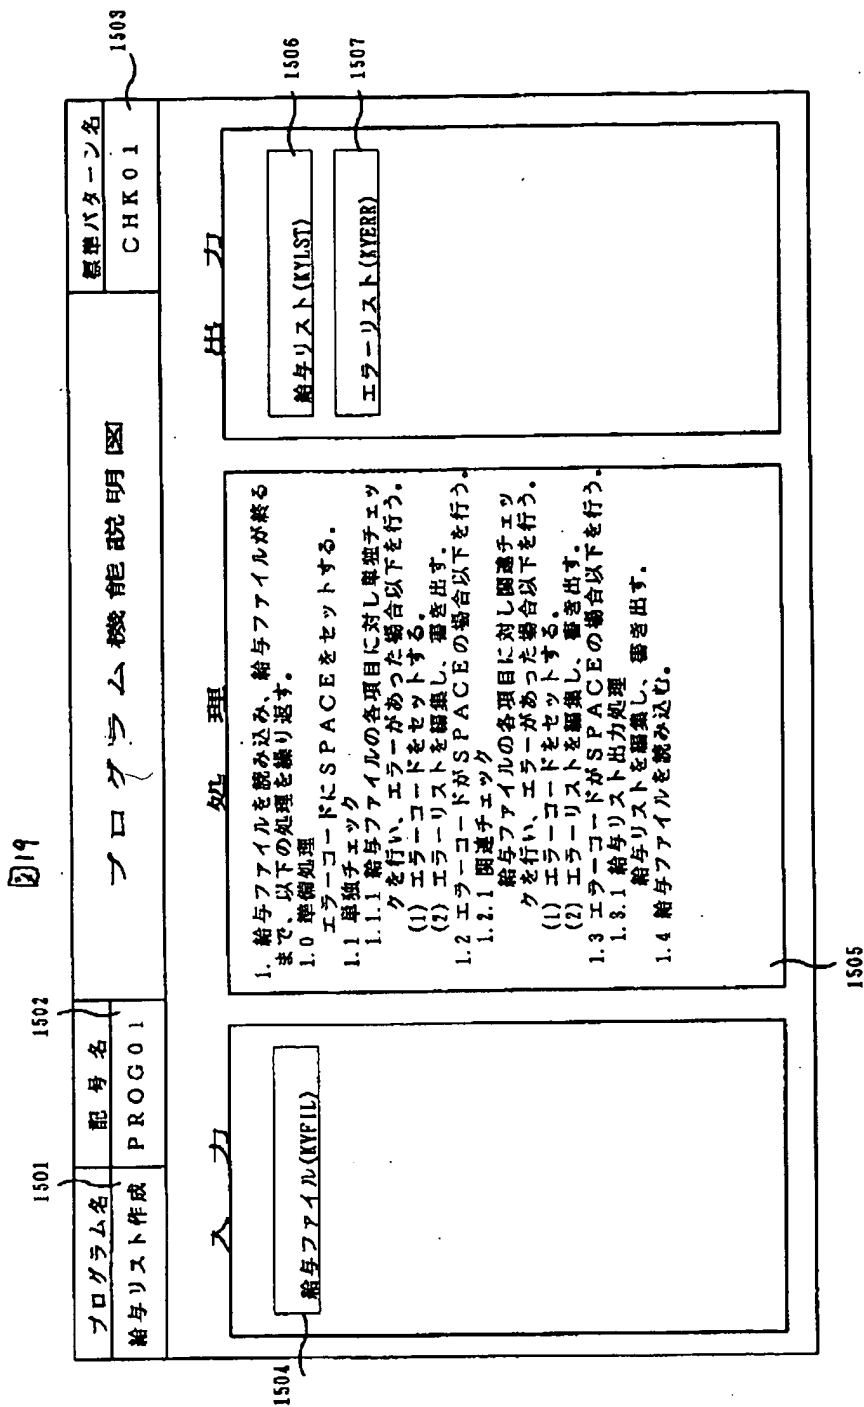 図19
1501
1502
1503
プログラム名
記号名
プログラム機能説明図
標準パターン名
給与リスト作成
PROG01
CHK01
入力
処理
出力
1504
給与ファイル(KYFIL)
1. 給与ファイルを読み込み、給与ファイルが終る
まで、以下の処理を繰り返す。
1.0 準備処理
エラーコードにSPACEをセットする。
1.1 単独チェック
1.1.1 給与ファイルの各項目に対し単独チェッ
クを行い、エラーがあった場合以下を行う。
(1) エラーコードをセットする。
(2) エラーリストを編集し、書き出す。
1.2 エラーコードがSPACEの場合以下を行う。
1.2.1 関連チェック
給与ファイルの各項目に対し関連チェッ
クを行い、エラーがあった場合以下を行う。
(1) エラーコードをセットする。
(2) エラーリストを編集し、書き出す。
1.3 エラーコードがSPACEの場合以下を行う。
1.3.1 給与リスト出力処理
給与リストを編集し、書き出す。
1.4 給与ファイルを読み込む。
1505
給与リスト(KYLST)
1506
エラーリスト(KYERR)
1507